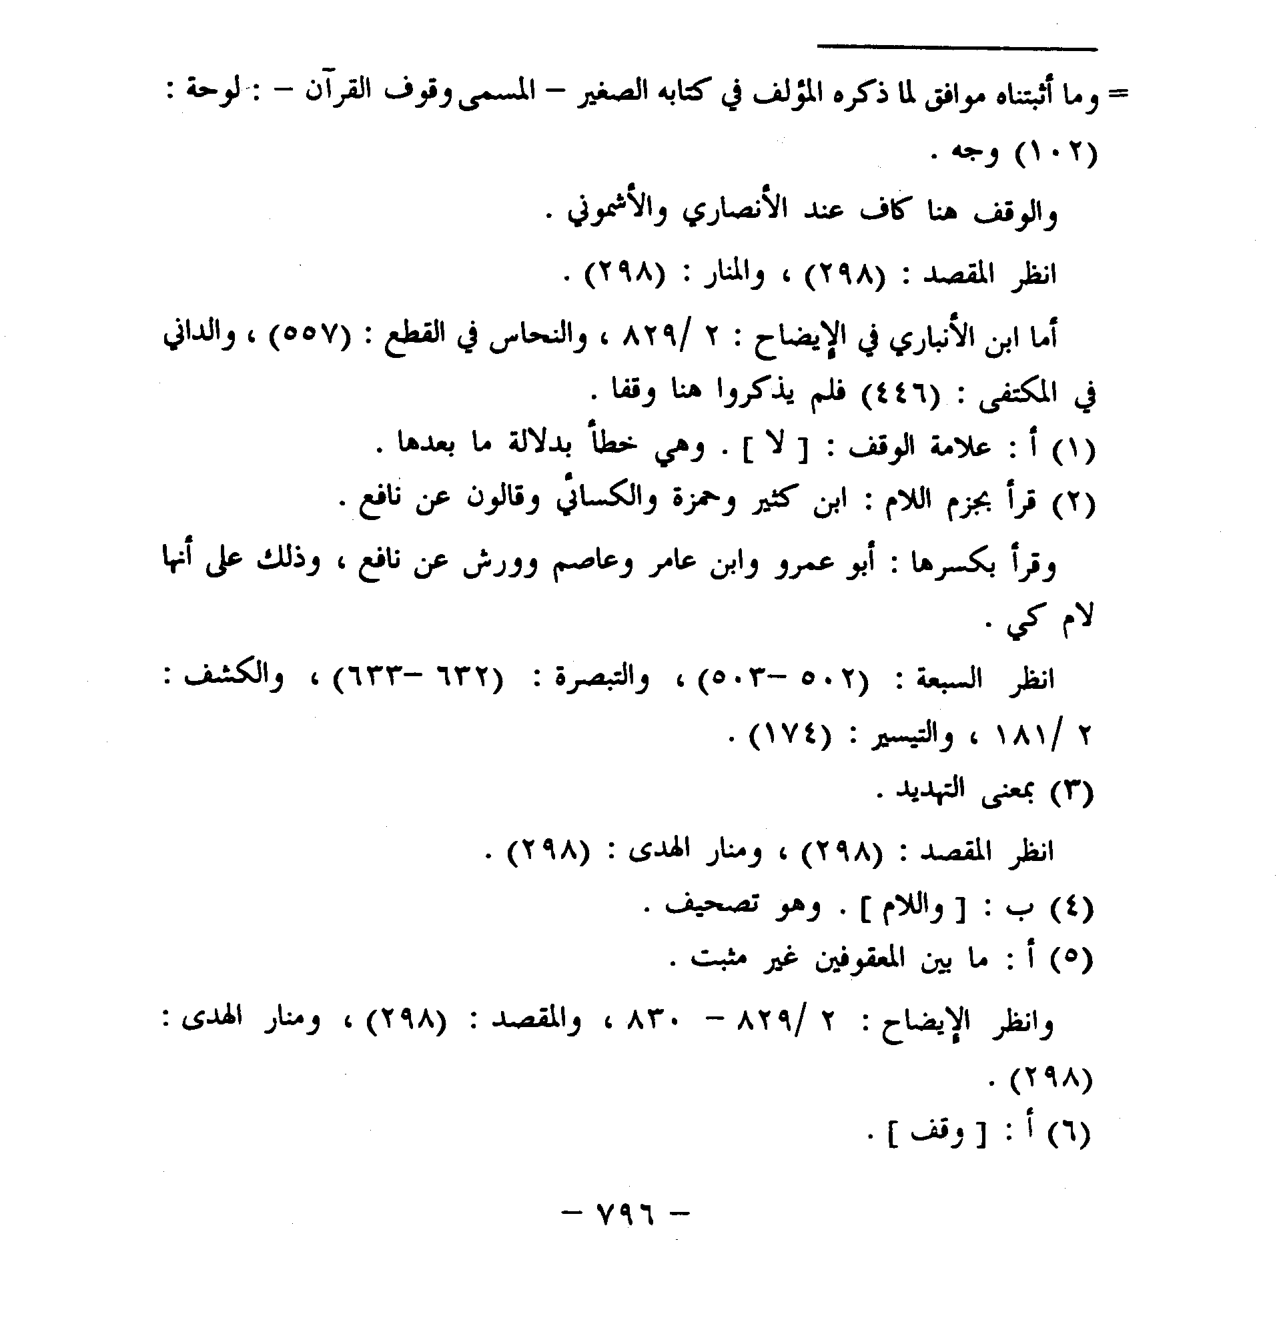 = وما أثبتناه موافق لما ذكره المؤلف في كتابه الصغير – المسمى وقوف القرآن – : لوحة :
(١٠٢) وجه .
والوقف هنا كاف عند الأنصاري والأشموني .
انظر المقصد : (٢٩٨) ، والمنار : (٢٩٨) .
أما ابن الأنباري في الإيضاح : ٢ /٨٢٩ ، والنحاس في القطع : (٥٥٧) ، والداني
في المكتفى : (٤٤٦) فلم يذكروا هنا وقفا .
(١) أ : علامة الوقف : [ لا ] . وهي خطأ بدلالة ما بعدها .
(٢) قرأ بجزم اللام : ابن كثير وحمزة والكسائي وقالون عن نافع .
وقرأ بكسرها : أبو عمرو وابن عامر وعاصم وورش عن نافع ، وذلك على أنها
لام كي .
انظر السبعة : (٥٠٢ –٥٠٣) ، والتبصرة : (٦٣٢ –٦٣٣) ، والكشف :
٢ /١٨١ ، والتيسير : (١٧٤) .
(٣) بمعنى التهديد .
انظر المقصد : (٢٩٨) ، ومنار الهدى : (٢٩٨) .
(٤) ب : [ واللام ] . وهو تصحيف .
(٥) أ : ما بين المعقوفين غير مثبت .
وانظر الإيضاح : ٢ /٨٢٩ – ٨٣٠ ، والمقصد : (٢٩٨) ، ومنار الهدى :
(٢٩٨) .
(٦) أ : [ وقف ] .
– ٧٩٦ –